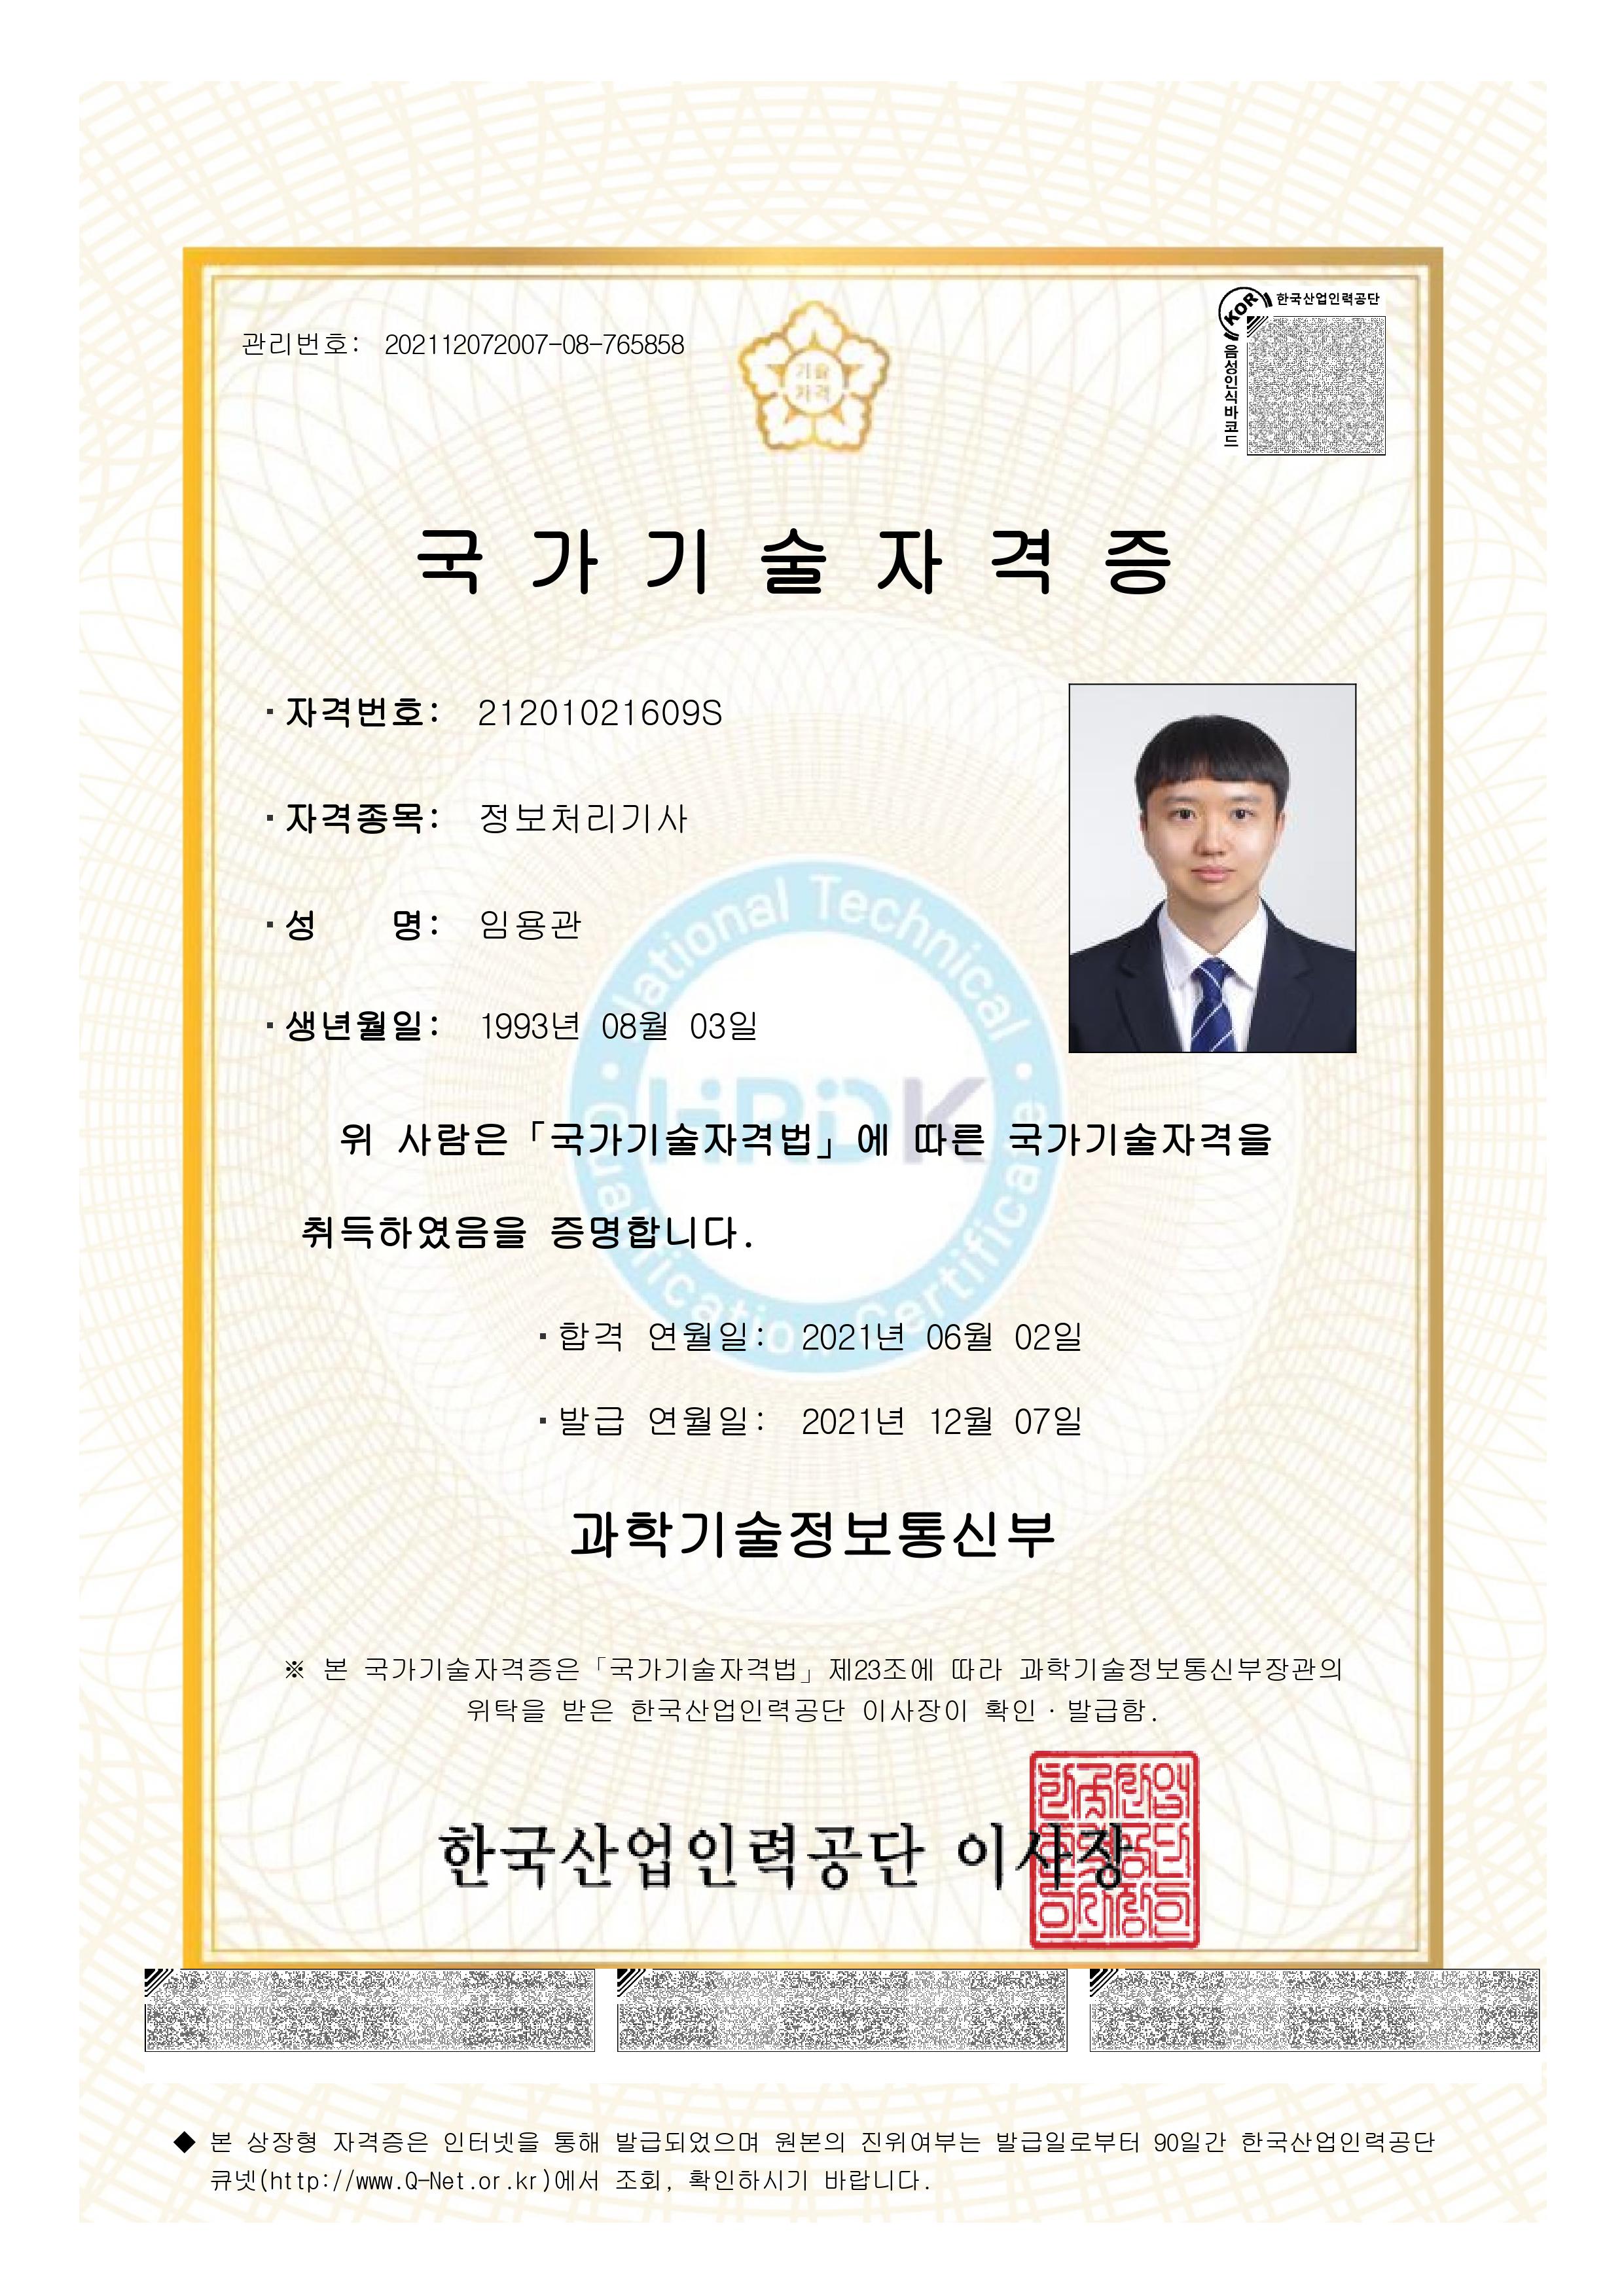 관리번호: 202112072007-08-765858
기술
자격
KOR 한국산업인력공단
음성인식바코드
국가기술자격증
· 자격번호: 21201021609S
· 자격종목: 정보처리기사
· 성 명: 임용관
· 생년월일: 1993년 08월 03일
National Technical
HRDK
Qualification Certificate
위 사람은「국가기술자격법」에 따른 국가기술자격을
취득하였음을 증명합니다.
· 합격 연월일: 2021년 06월 02일
· 발급 연월일: 2021년 12월 07일
과학기술정보통신부
※ 본 국가기술자격증은「국가기술자격법」제23조에 따라 과학기술정보통신부장관의
위탁을 받은 한국산업인력공단 이사장이 확인·발급함.
한국산업인력공단 이사장
◆ 본 상장형 자격증은 인터넷을 통해 발급되었으며 원본의 진위여부는 발급일로부터 90일간 한국산업인력공단
큐넷(http://www.Q-Net.or.kr)에서 조회, 확인하시기 바랍니다.